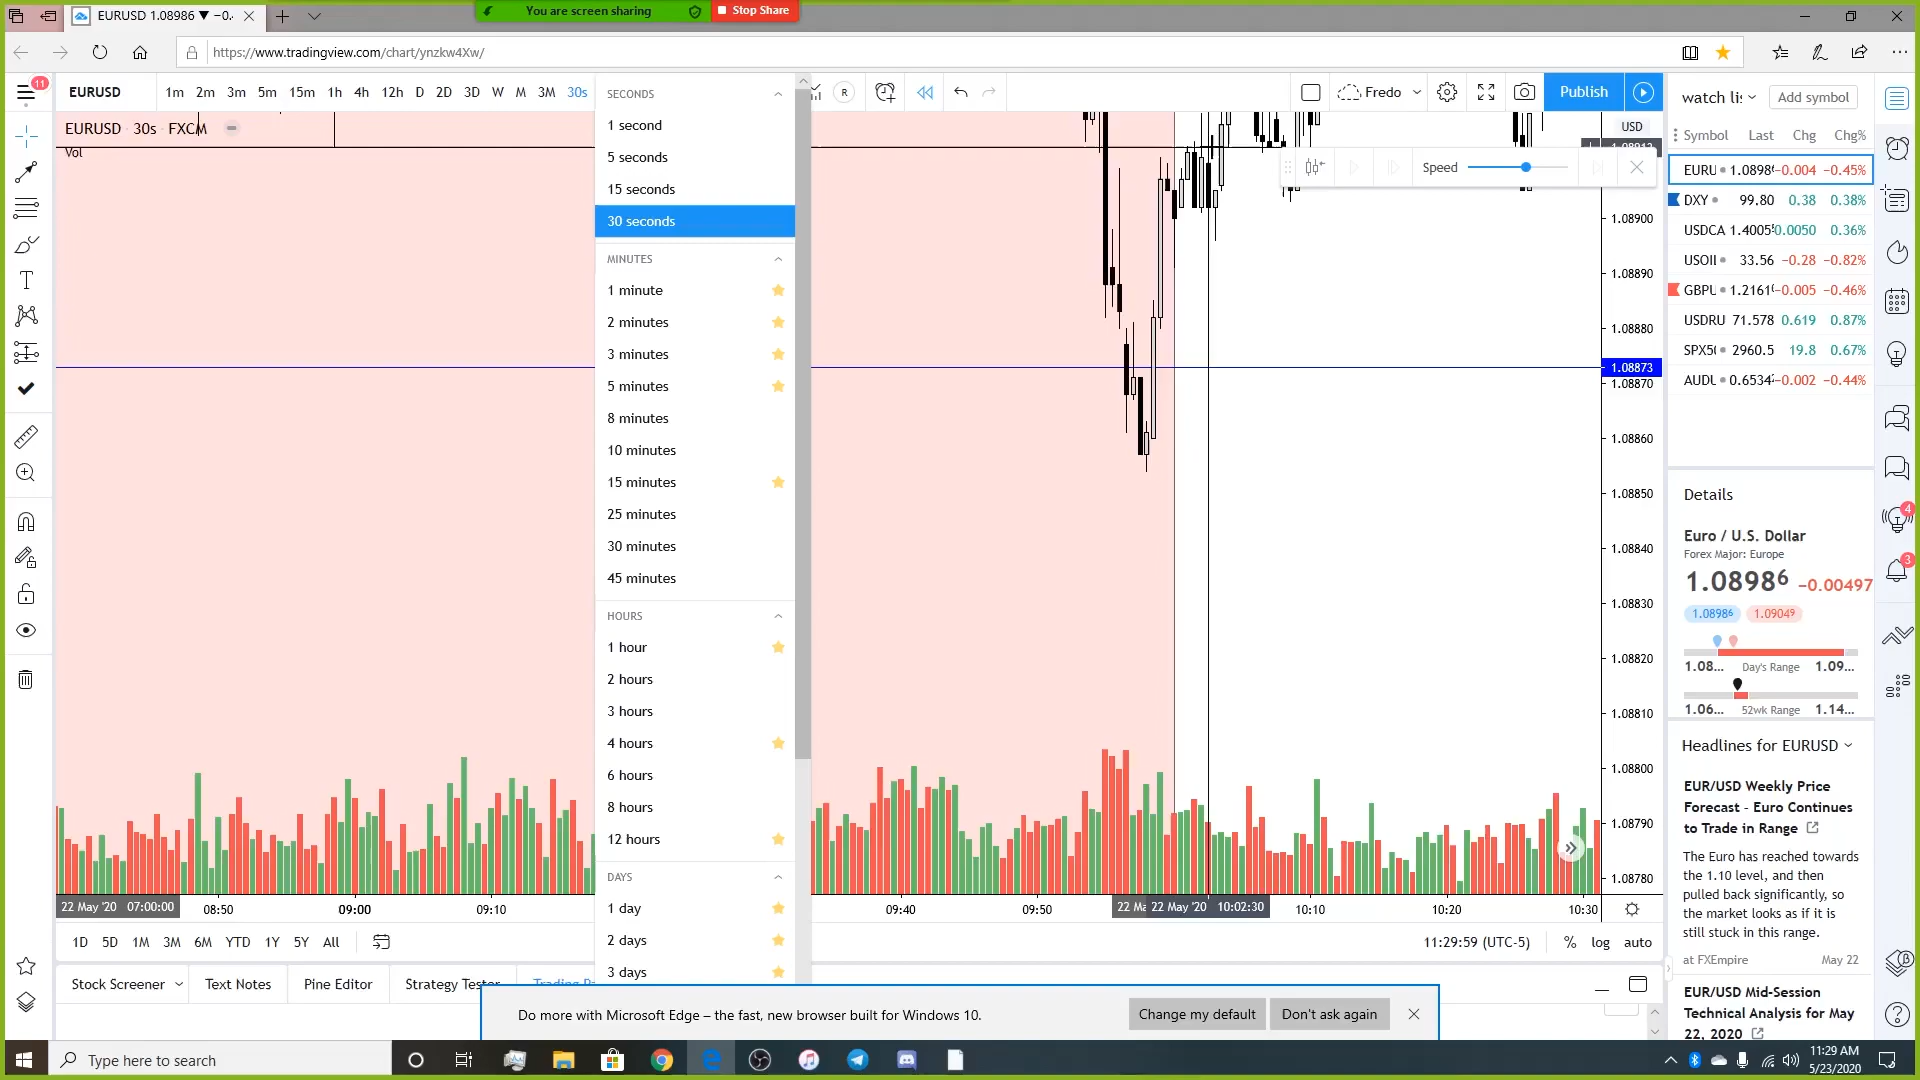 EURUSD 1.08986 ▼ −0.
You are screen sharing
Stop Share
https://www.tradingview.com/chart/ynzkw4Xw/
11
EURUSD
1m 2m 3m 5m 15m 1h 4h 12h D 2D 3D W M 3M 30s
R
Fredo
Publish
EURUSD 30s FXCM
Vol
SECONDS
1 second
5 seconds
15 seconds
30 seconds
MINUTES
1 minute
2 minutes
3 minutes
5 minutes
8 minutes
10 minutes
15 minutes
25 minutes
30 minutes
45 minutes
HOURS
1 hour
2 hours
3 hours
4 hours
6 hours
8 hours
12 hours
DAYS
1 day
2 days
3 days
Speed
USD
1.08900
1.08890
1.08880
1.08873
1.08870
1.08860
1.08850
1.08840
1.08830
1.08820
1.08810
1.08800
1.08790
1.08780
22 May '20 07:00:00
08:50
09:00
09:10
09:40
09:50
22 Ma
22 May '20 10:02:30
10:10
10:20
10:30
1D 5D 1M 3M 6M YTD 1Y 5Y All
11:29:59 (UTC-5)
% log auto
Stock Screener
Text Notes
Pine Editor
Strategy Tester
Do more with Microsoft Edge – the fast, new browser built for Windows 10.
Change my default
Don't ask again
watch lis
Add symbol
Symbol Last Chg Chg%
EURU 1.0898⁶ −0.004 −0.45%
DXY 99.80 0.38 0.38%
USDCA 1.4005 0.0050 0.36%
USOIl 33.56 −0.28 −0.82%
GBPU 1.2161 −0.005 −0.46%
USDRU 71.578 0.619 0.87%
SPX50 2960.5 19.8 0.67%
AUDU 0.6534 −0.002 −0.44%
Details
Euro / U.S. Dollar
Forex Major: Europe
1.0898⁶ −0.00497
1.0898⁶ 1.0904⁹
1.08... Day's Range 1.09...
1.06... 52wk Range 1.14...
Headlines for EURUSD
EUR/USD Weekly Price
Forecast - Euro Continues
to Trade in Range
The Euro has reached towards
the 1.10 level, and then
pulled back significantly, so
the market looks as if it is
still stuck in this range.
at FXEmpire May 22
EUR/USD Mid-Session
Technical Analysis for May
22, 2020
4
3
Type here to search
11:29 AM
5/23/2020